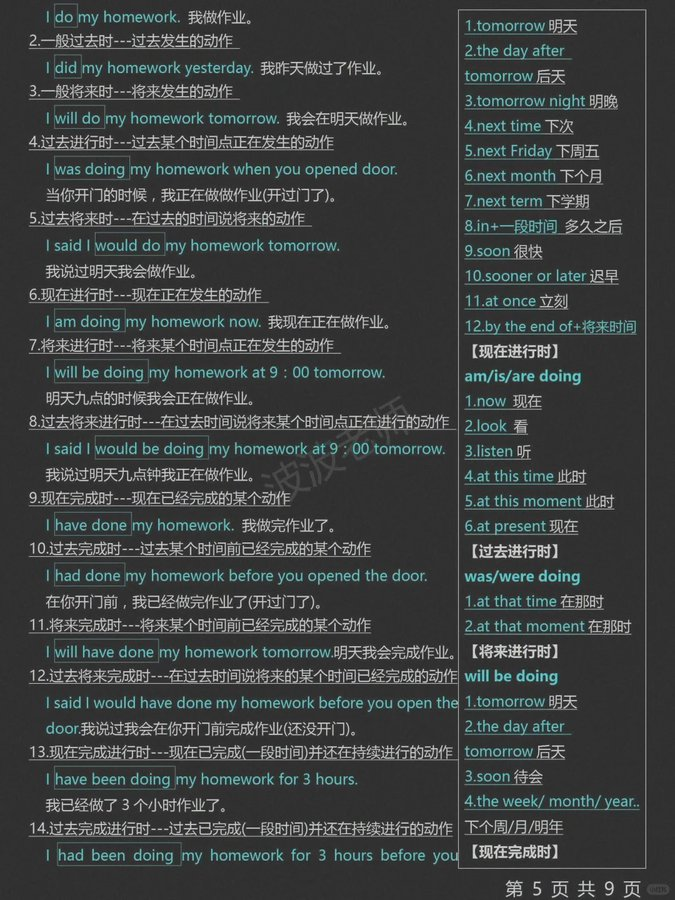 I do my homework. 我做作业。
2.一般过去时---过去发生的动作
I did my homework yesterday. 我昨天做过了作业。
3.一般将来时---将来发生的动作
I will do my homework tomorrow. 我会在明天做作业。
4.过去进行时---过去某个时间点正在发生的动作
I was doing my homework when you opened door.
当你开门的时候，我正在做做作业(开过门了)。
5.过去将来时---在过去的时间说将来的动作
I said I would do my homework tomorrow.
我说过明天我会做作业。
6.现在进行时---现在正在发生的动作
I am doing my homework now. 我现在正在做作业。
7.将来进行时---将来某个时间点正在发生的动作
I will be doing my homework at 9：00 tomorrow.
明天九点的时候我会正在做作业。
8.过去将来进行时---在过去时间说将来某个时间点正在进行的动作
I said I would be doing my homework at 9：00 tomorrow.
我说过明天九点钟我正在做作业。
9.现在完成时---现在已经完成的某个动作
I have done my homework. 我做完作业了。
10.过去完成时---过去某个时间前已经完成的某个动作
I had done my homework before you opened the door.
在你开门前，我已经做完作业了(开过门了)。
11.将来完成时---将来某个时间前已经完成的某个动作
I will have done my homework tomorrow.明天我会完成作业。
12.过去将来完成时---在过去时间说将来的某个时间已经完成的动作
I said I would have done my homework before you open the
door.我说过我会在你开门前完成作业(还没开门)。
13.现在完成进行时---现在已完成(一段时间)并还在持续进行的动作
I have been doing my homework for 3 hours.
我已经做了 3 个小时作业了。
14.过去完成进行时---过去已完成(一段时间)并还在持续进行的动作
I had been doing my homework for 3 hours before you
1.tomorrow 明天
2.the day after
tomorrow 后天
3.tomorrow night 明晚
4.next time 下次
5.next Friday 下周五
6.next month 下个月
7.next term 下学期
8.in+一段时间 多久之后
9.soon 很快
10.sooner or later 迟早
11.at once 立刻
12.by the end of+将来时间
【现在进行时】
am/is/are doing
1.now 现在
2.look 看
3.listen 听
4.at this time 此时
5.at this moment 此时
6.at present 现在
【过去进行时】
was/were doing
1.at that time 在那时
2.at that moment 在那时
【将来进行时】
will be doing
1.tomorrow 明天
2.the day after
tomorrow 后天
3.soon 待会
4.the week/ month/ year..
下个周/月/明年
【现在完成时】
波波老师
第 5 页 共 9 页
小红书